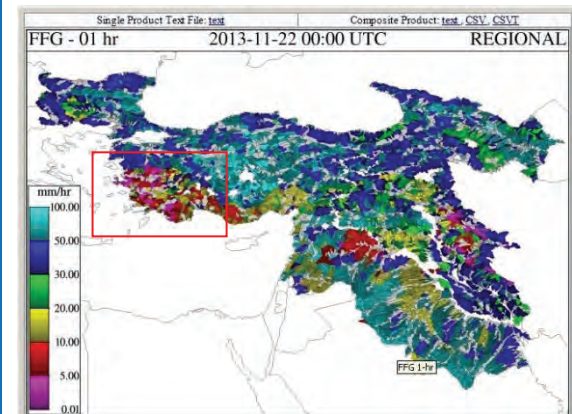 Single Product Text File: text
Composite Product: text, CSV, CSVT
FFG - 01 hr 2013-11-22 00:00 UTC REGIONAL
mm/hr
100.00
50.00
30.00
20.00
10.00
5.00
0.01
FFG 1-hr